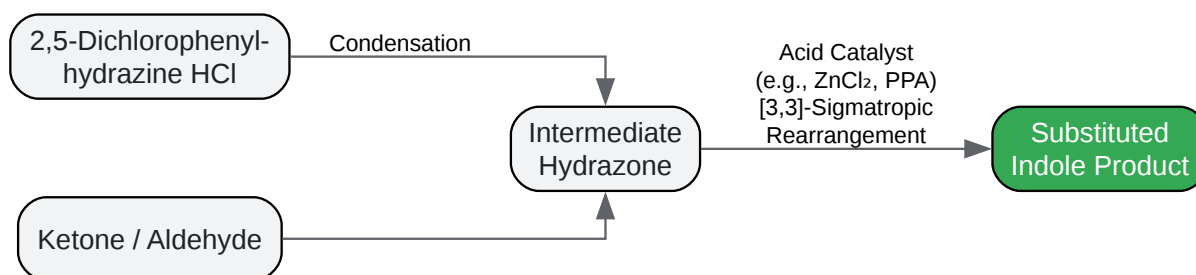 2,5-Dichlorophenyl-
hydrazine HCl
Condensation
Ketone / Aldehyde
Intermediate
Hydrazone
Acid Catalyst
(e.g., ZnCl₂, PPA)
[3,3]-Sigmatropic
Rearrangement
Substituted
Indole Product